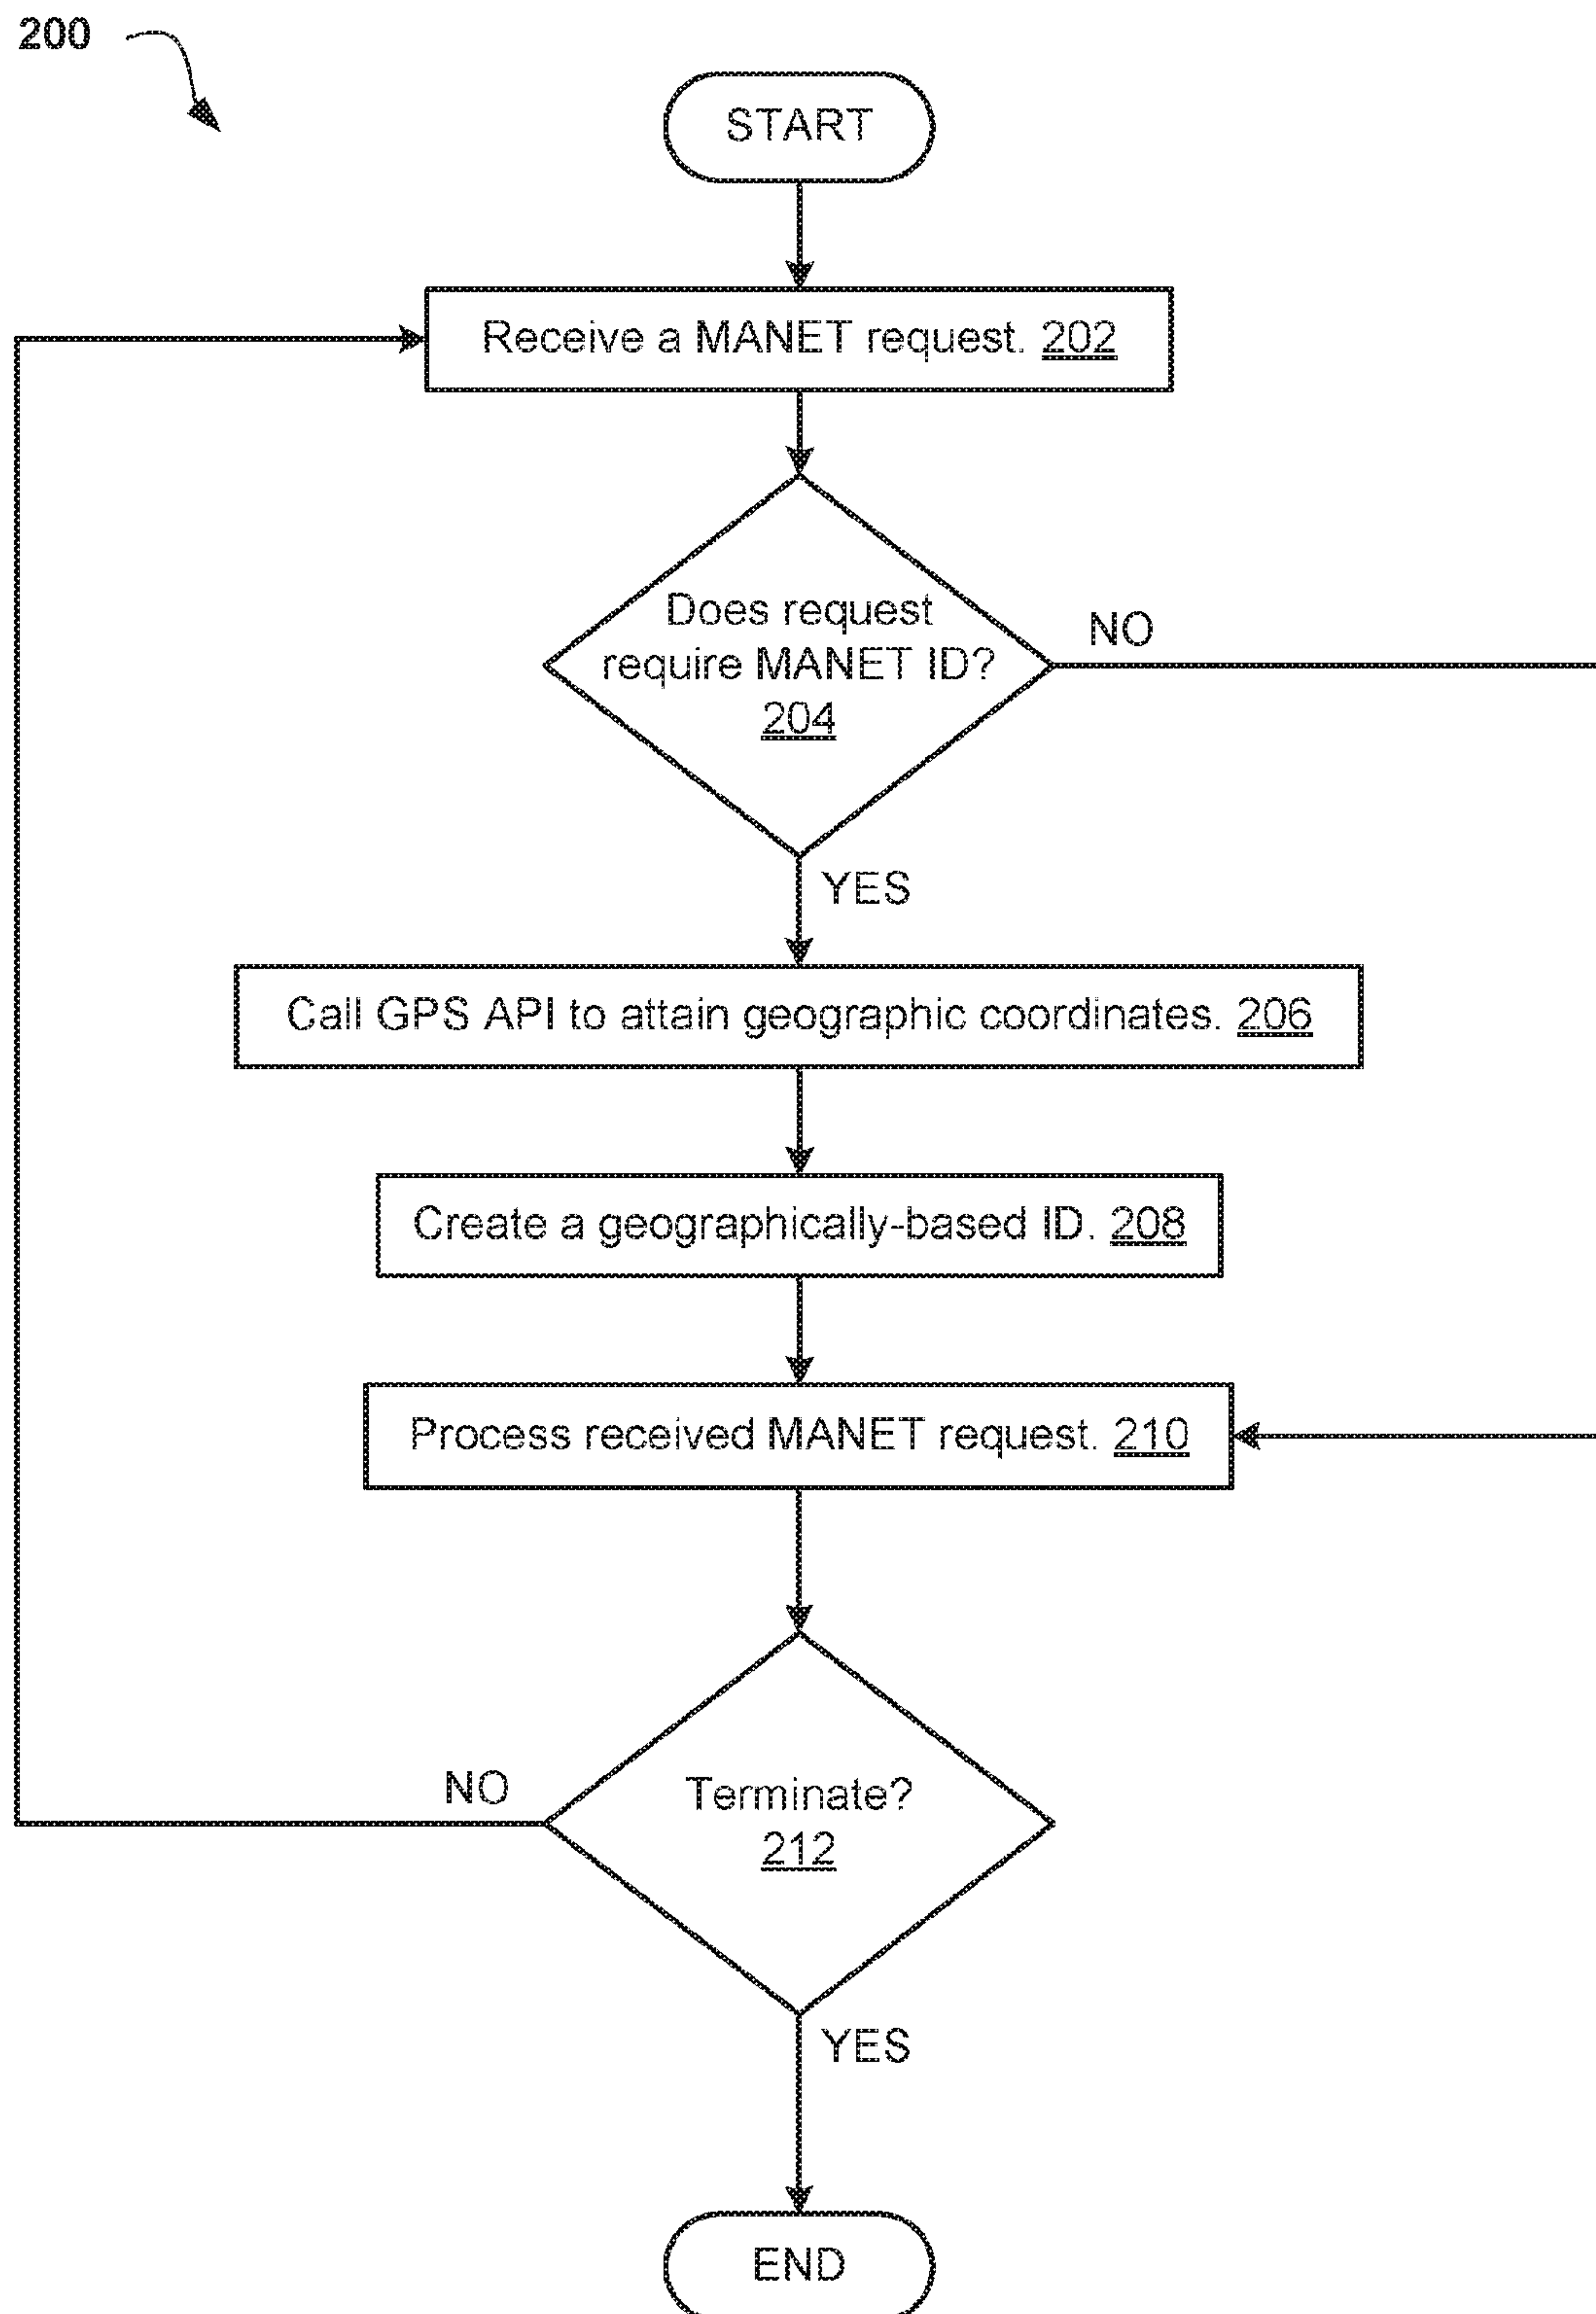 200
START
Receive a MANET request. 202
Does request
require MANET ID?
204
NO
YES
Call GPS API to attain geographic coordinates. 206
Create a geographically-based ID. 208
Process received MANET request. 210
NO
Terminate?
212
YES
END